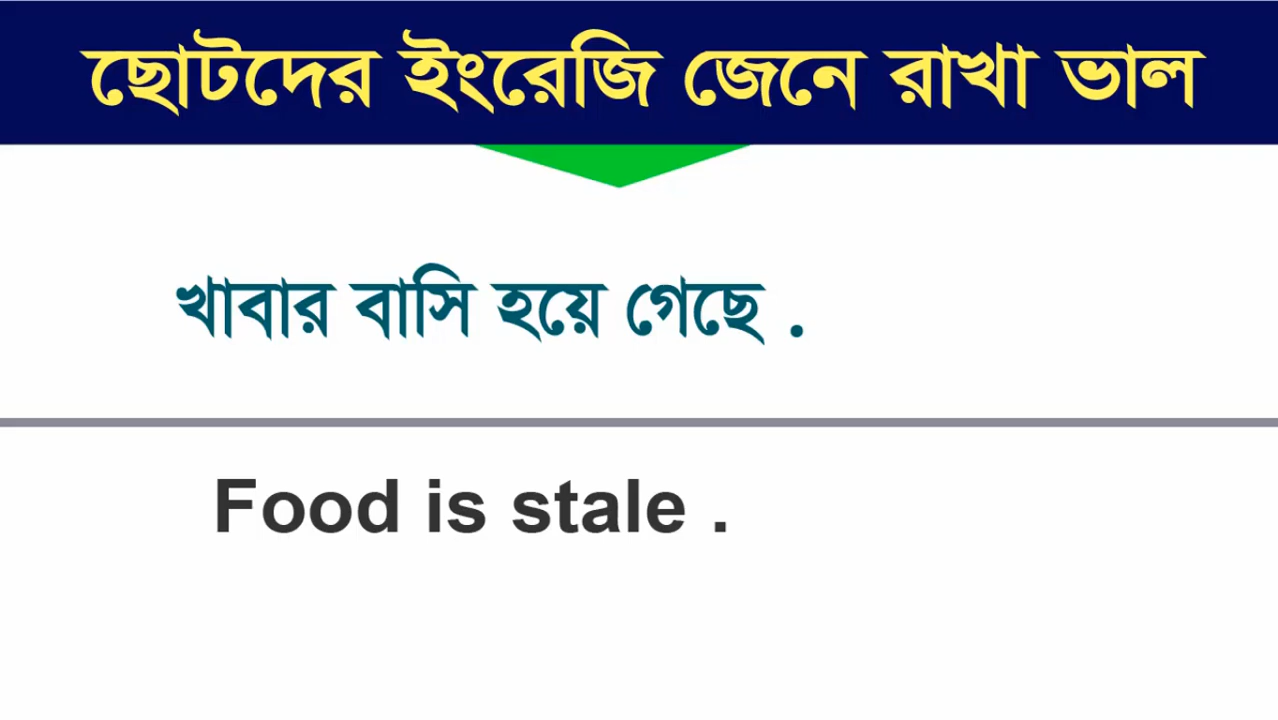 ছোটদের ইংরেজি জেনে রাখা ভাল
খাবার বাসি হয়ে গেছে .
Food is stale .